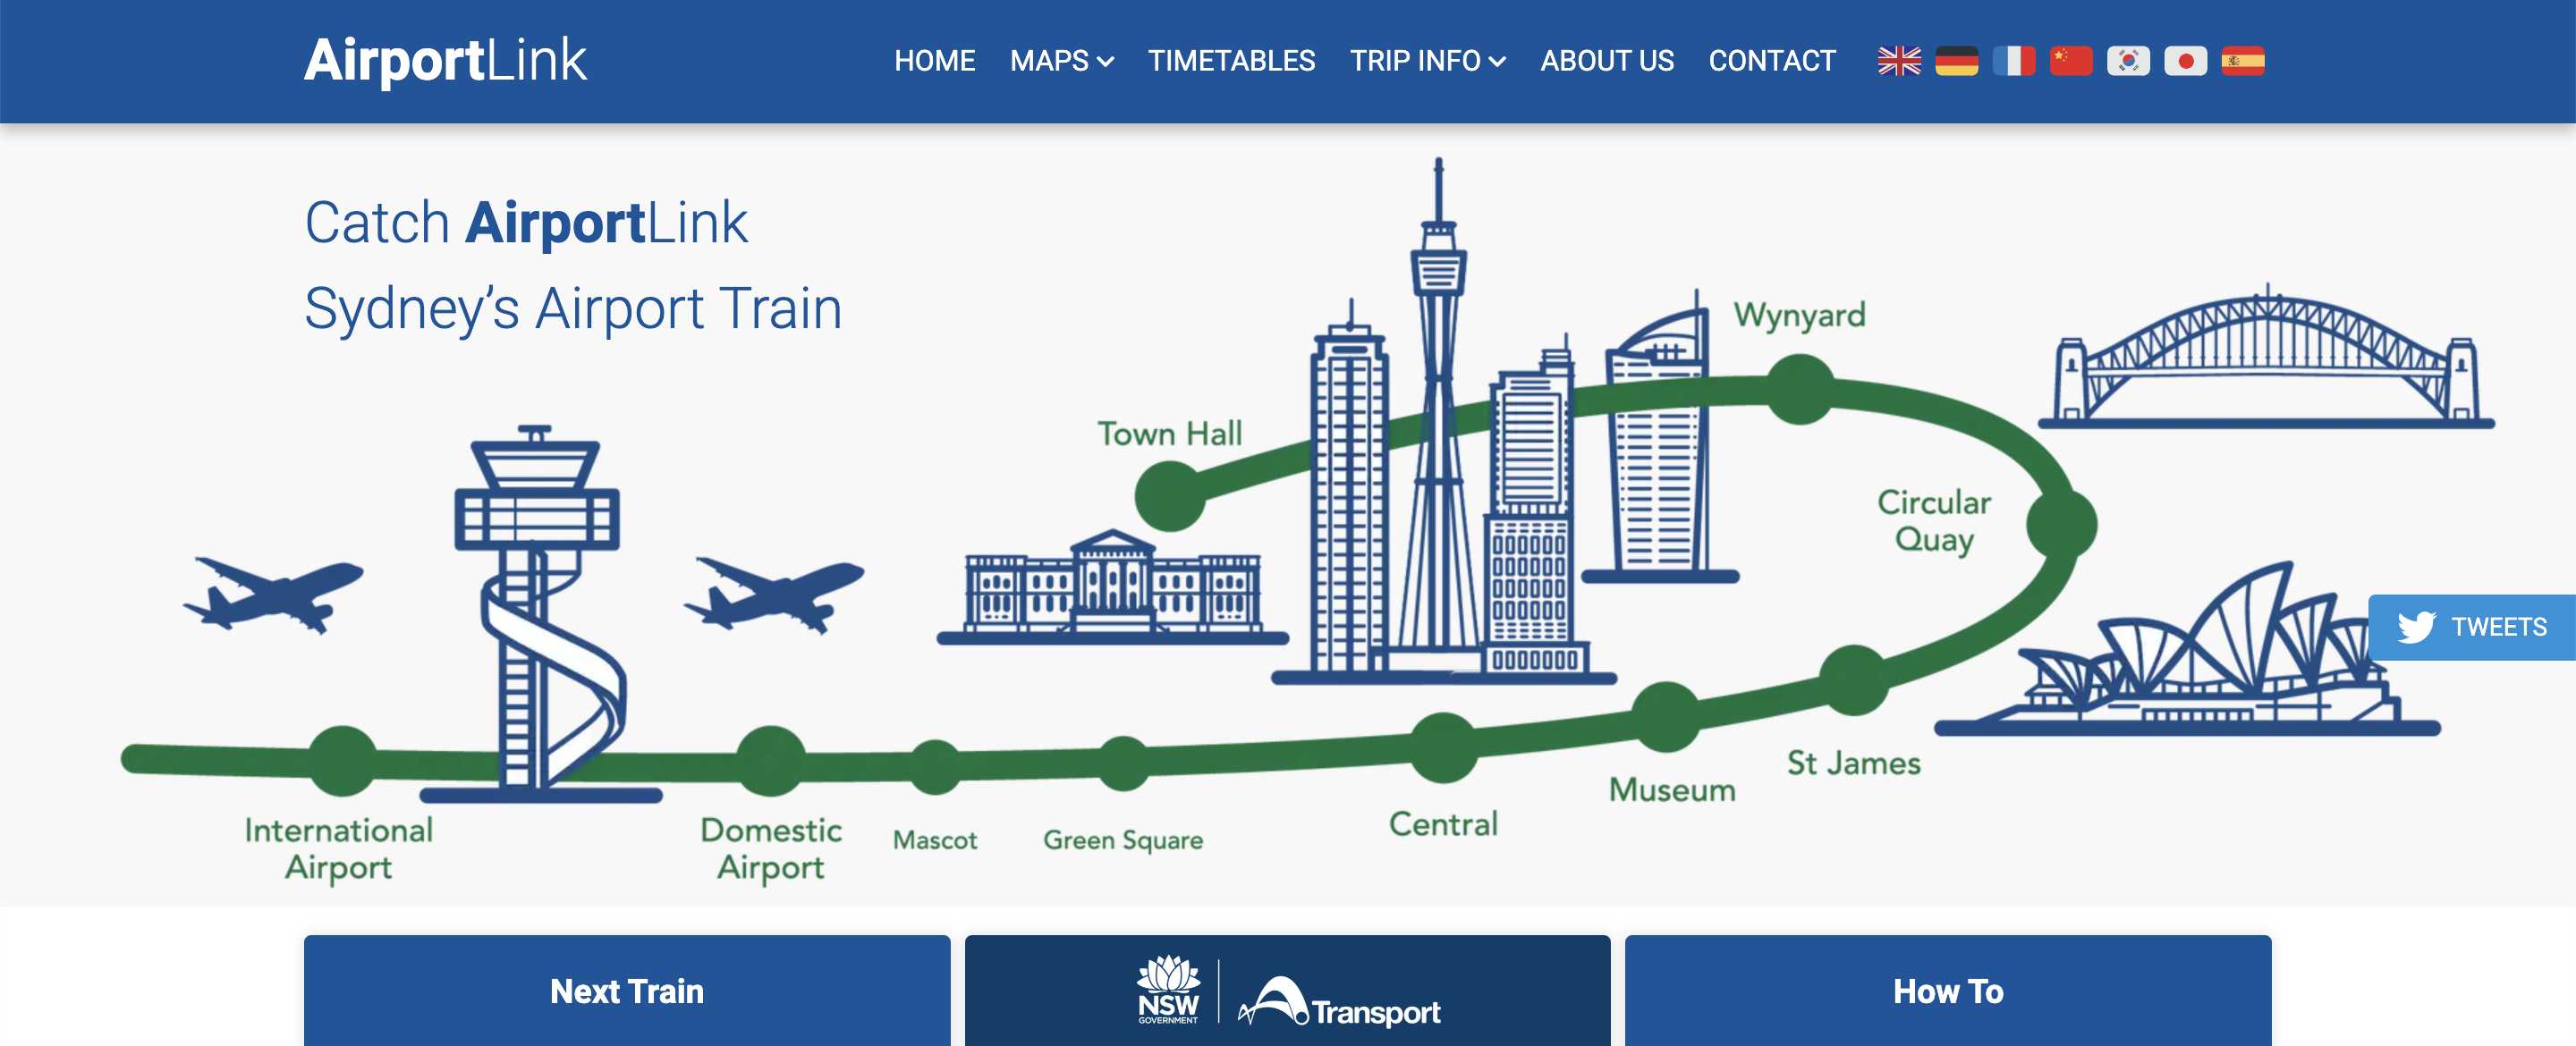 AirportLink
HOME
MAPS
TIMETABLES
TRIP INFO
ABOUT US
CONTACT
Catch AirportLink
Sydney’s Airport Train
Wynyard
Town Hall
Circular
Quay
TWEETS
St James
Museum
Central
International
Airport
Domestic
Airport
Mascot
Green Square
Next Train
NSW
GOVERNMENT
Transport
How To